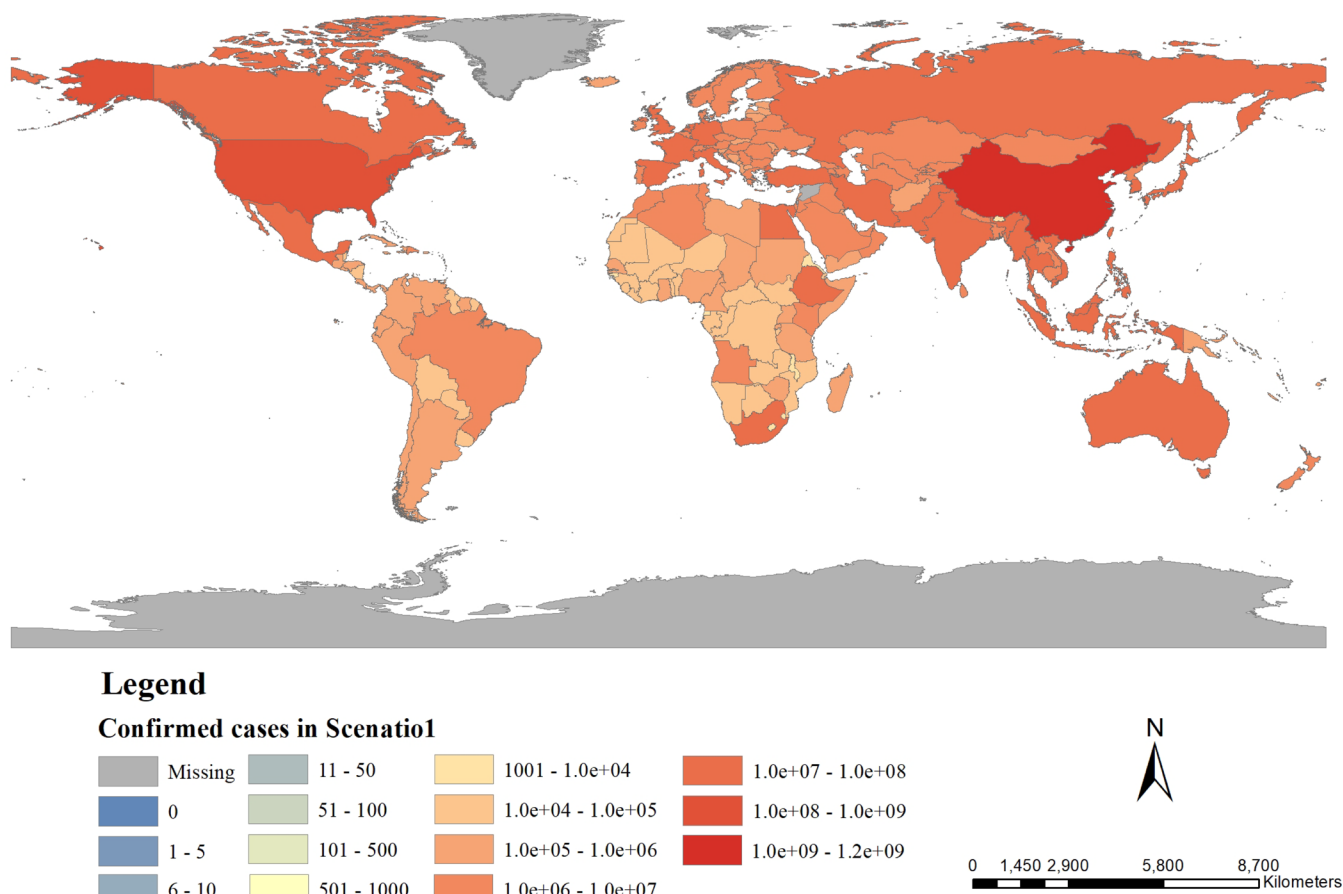 Legend
Confirmed cases in Scenatio1
Missing
0
1 - 5
6 - 10
11 - 50
51 - 100
101 - 500
501 - 1000
1001 - 1.0e+04
1.0e+04 - 1.0e+05
1.0e+05 - 1.0e+06
1.0e+06 - 1.0e+07
1.0e+07 - 1.0e+08
1.0e+08 - 1.0e+09
1.0e+09 - 1.2e+09
N
0 1,450 2,900 5,800 8,700
Kilometers